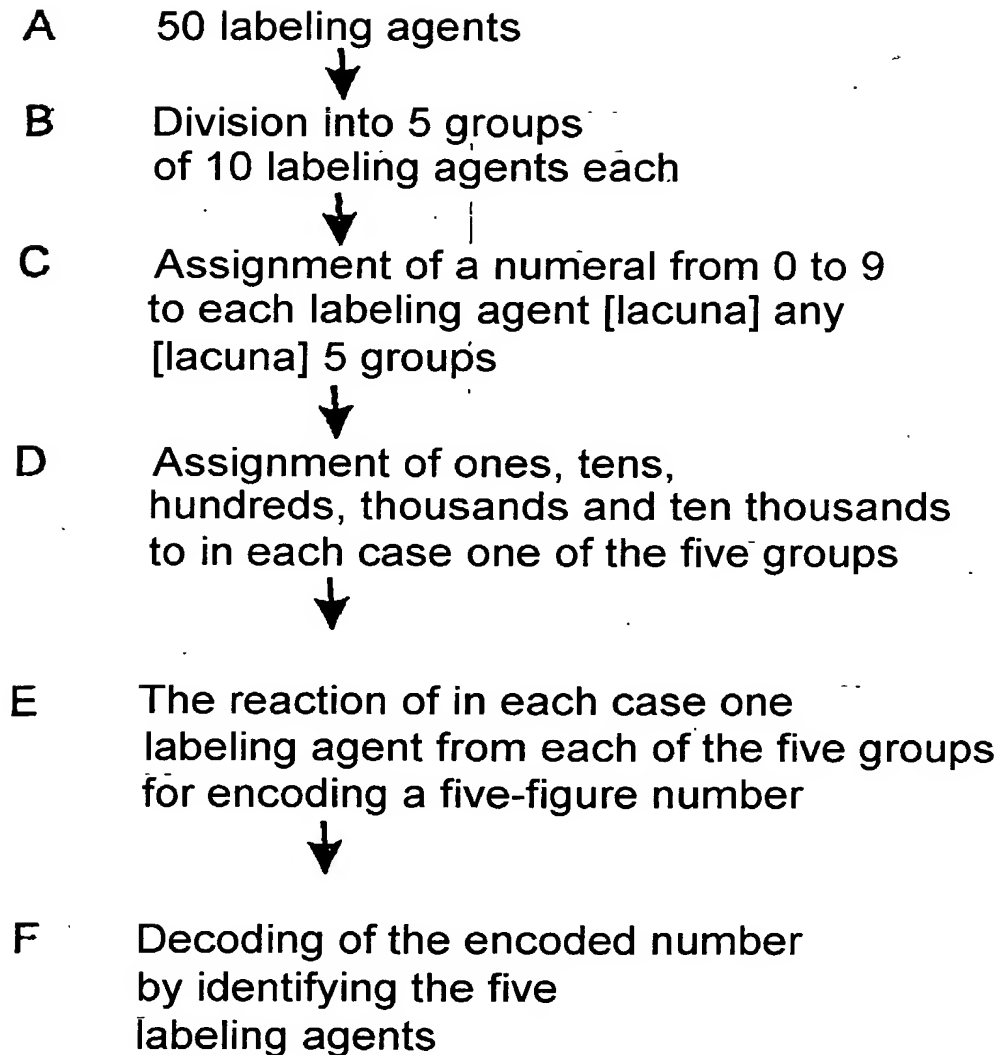 A 50 labeling agents
B Division into 5 groups
of 10 labeling agents each
C Assignment of a numeral from 0 to 9
to each labeling agent [lacuna] any
[lacuna] 5 groups
D Assignment of ones, tens,
hundreds, thousands and ten thousands
to in each case one of the five groups
E The reaction of in each case one
labeling agent from each of the five groups
for encoding a five-figure number
F Decoding of the encoded number
by identifying the five
labeling agents